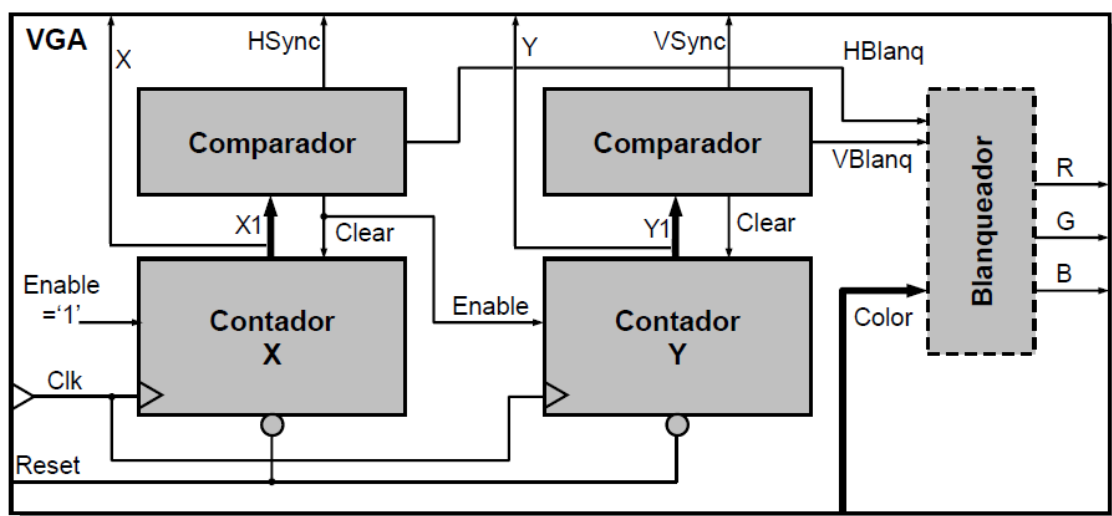 VGA
X
HSync
Y
VSync
HBlanq
Comparador
Comparador
VBlanq
Blanqueador
R
G
B
X1
Clear
Y1
Clear
Enable
=‘1’
Contador
X
Enable
Contador
Y
Color
Clk
Reset